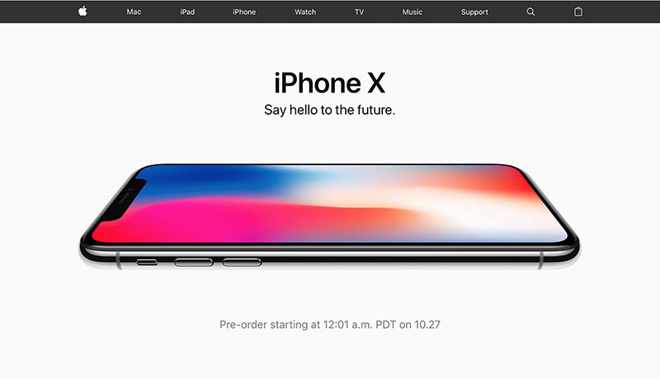 Mac iPad iPhone Watch TV Music Support
iPhone X
Say hello to the future.
Pre-order starting at 12:01 a.m. PDT on 10.27